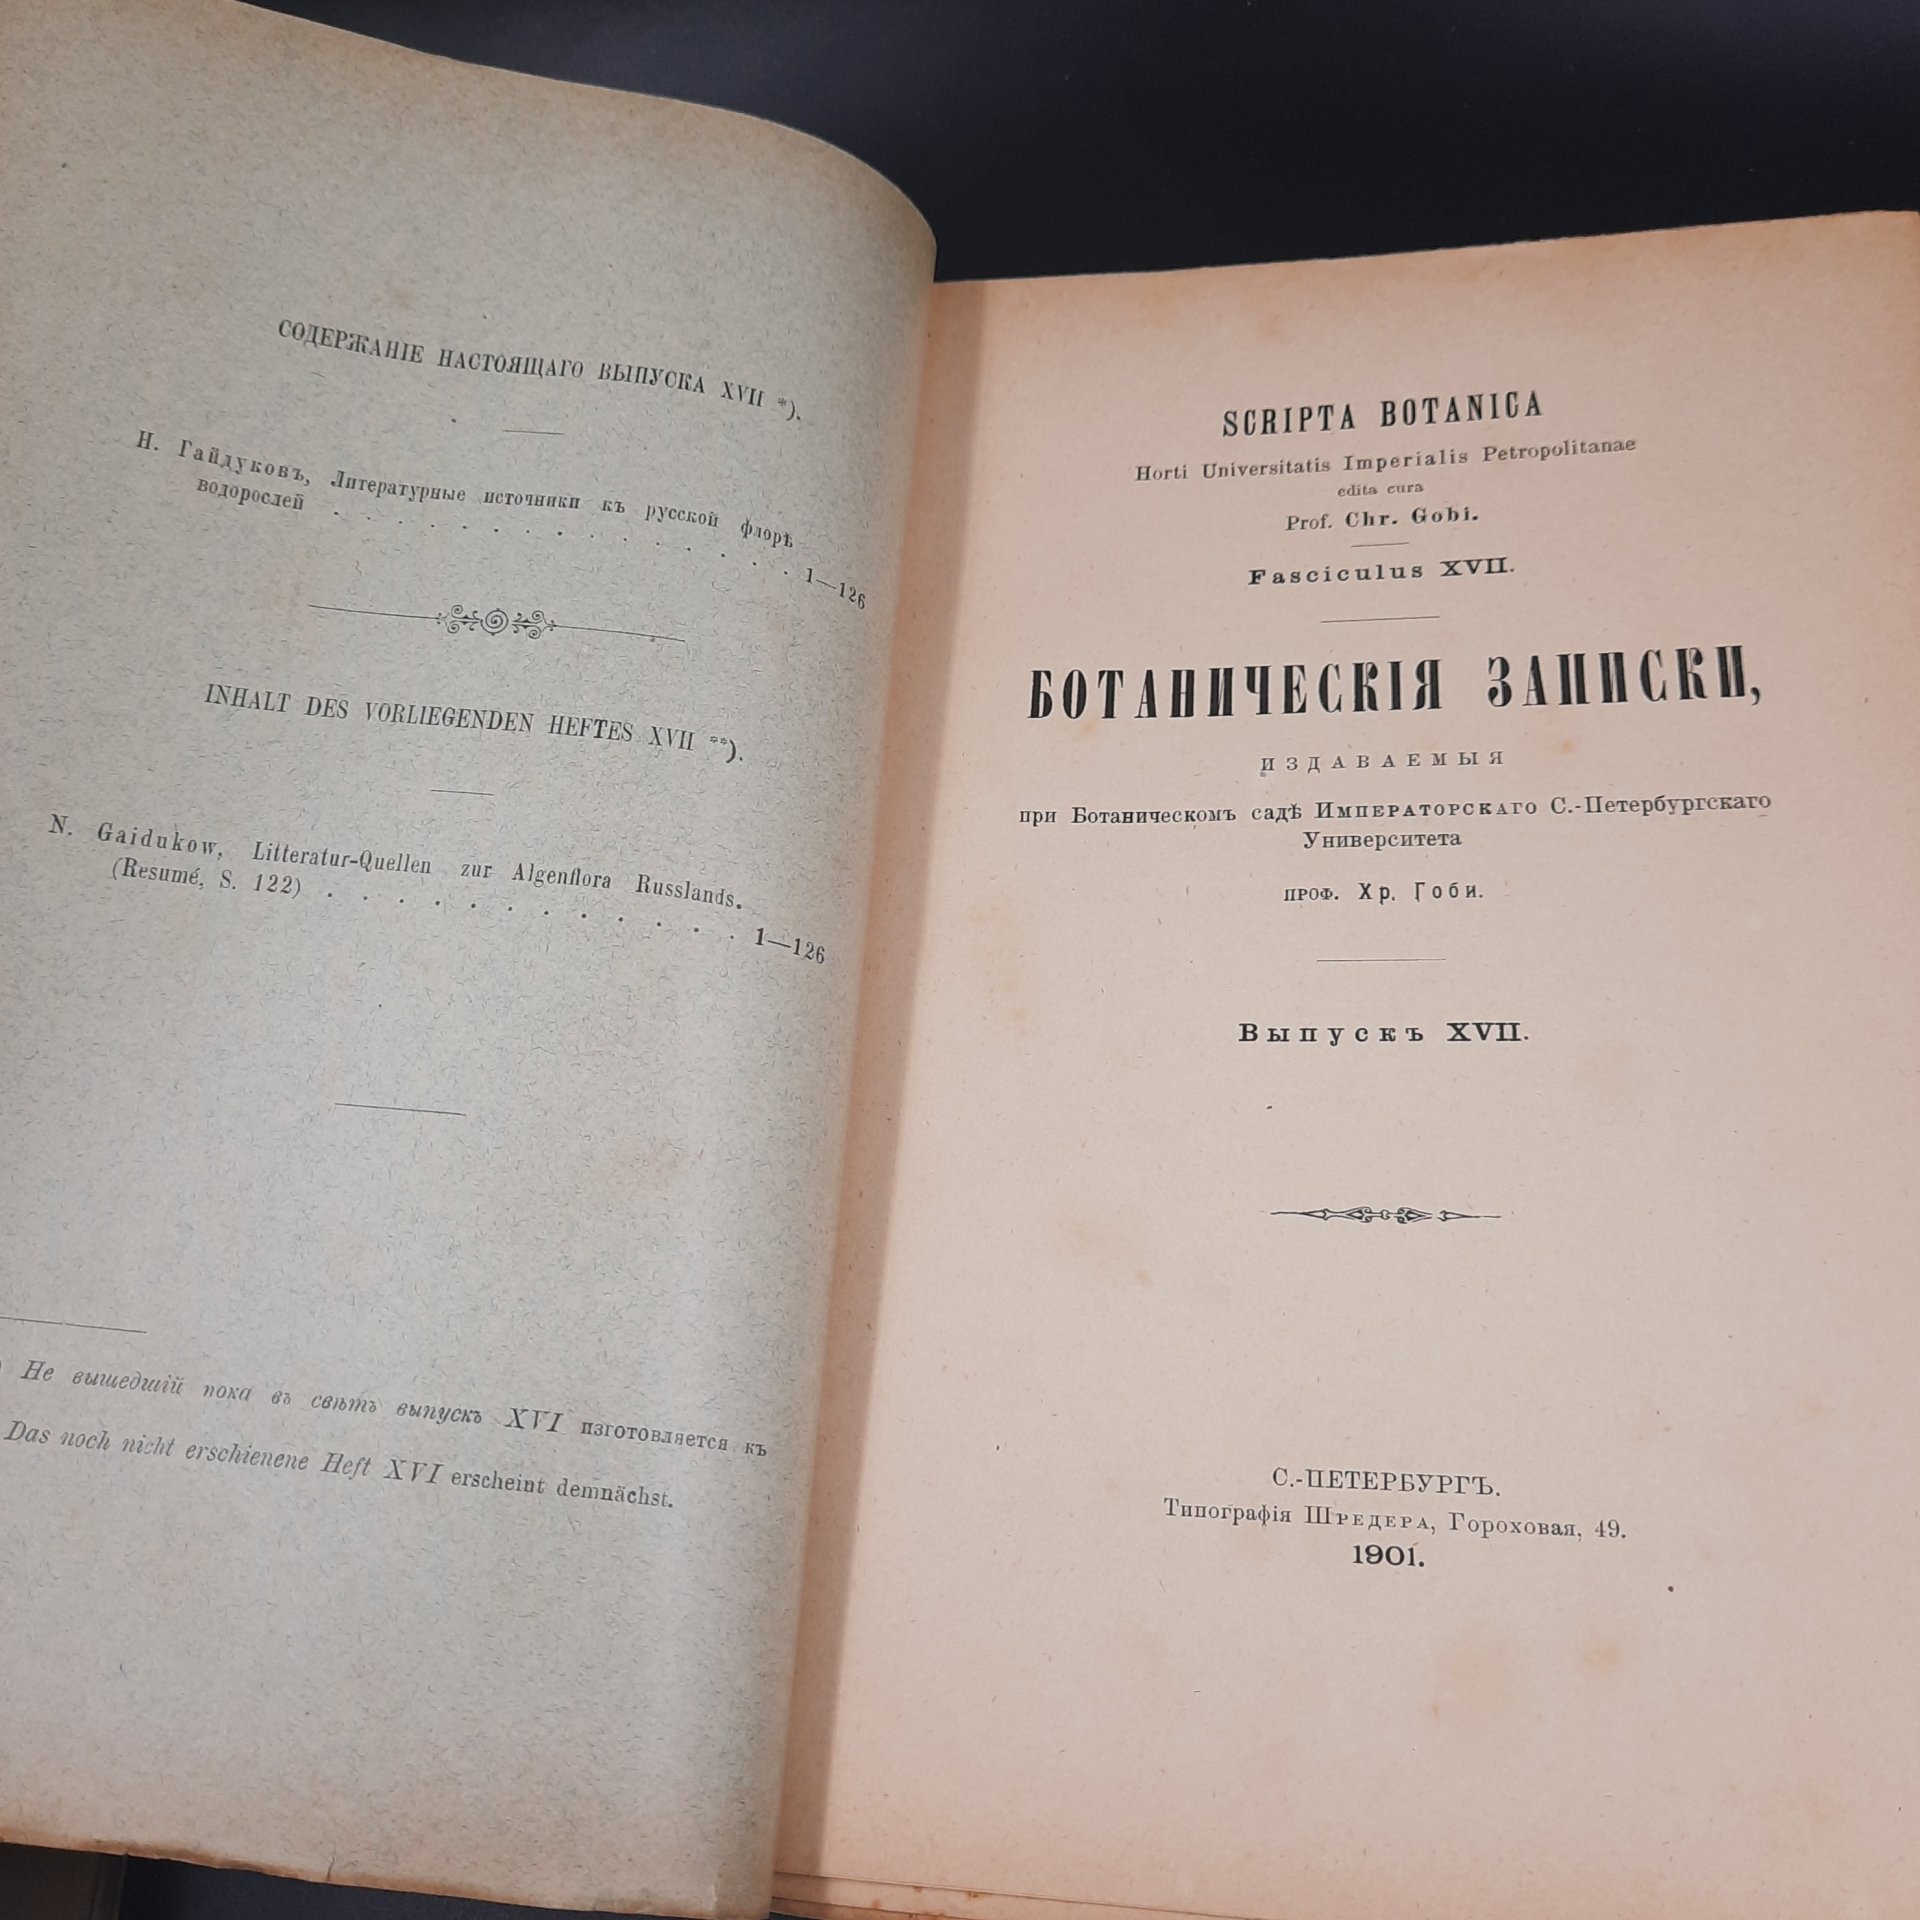 СОДЕРЖАНІЕ НАСТОЯЩАГО ВЫПУСКА XVII *).
Н. Гайдуковъ, Литературные источники къ русской флорѣ
водорослей . . . . . . . . . . . . . 1—126
INHALT DES VORLIEGENDEN HEFTES XVII **).
N. Gaidukow, Litteratur-Quellen zur Algenflora Russlands.
(Resumé, S. 122) . . . . . . . . . . . . 1—126
) Не вышедшій пока въ свѣтъ выпускъ XVI изготовляется къ
Das noch nicht erschienene Heft XVI erscheint demnächst.
SCRIPTA BOTANICA
Horti Universitatis Imperialis Petropolitanae
edita cura
Prof. Chr. Gobi.
Fasciculus XVII.
БОТАНИЧЕСКІЯ ЗАПИСКИ,
ИЗДАВАЕМЫЯ
при Ботаническомъ садѣ ИМПЕРАТОРСКАГО С.-Петербургскаго
Университета
ПРОФ. Хр. Гоби.
Выпускъ XVII.
С.-ПЕТЕРБУРГЪ.
Типографія ШРЕДЕРА, Гороховая, 49.
1901.